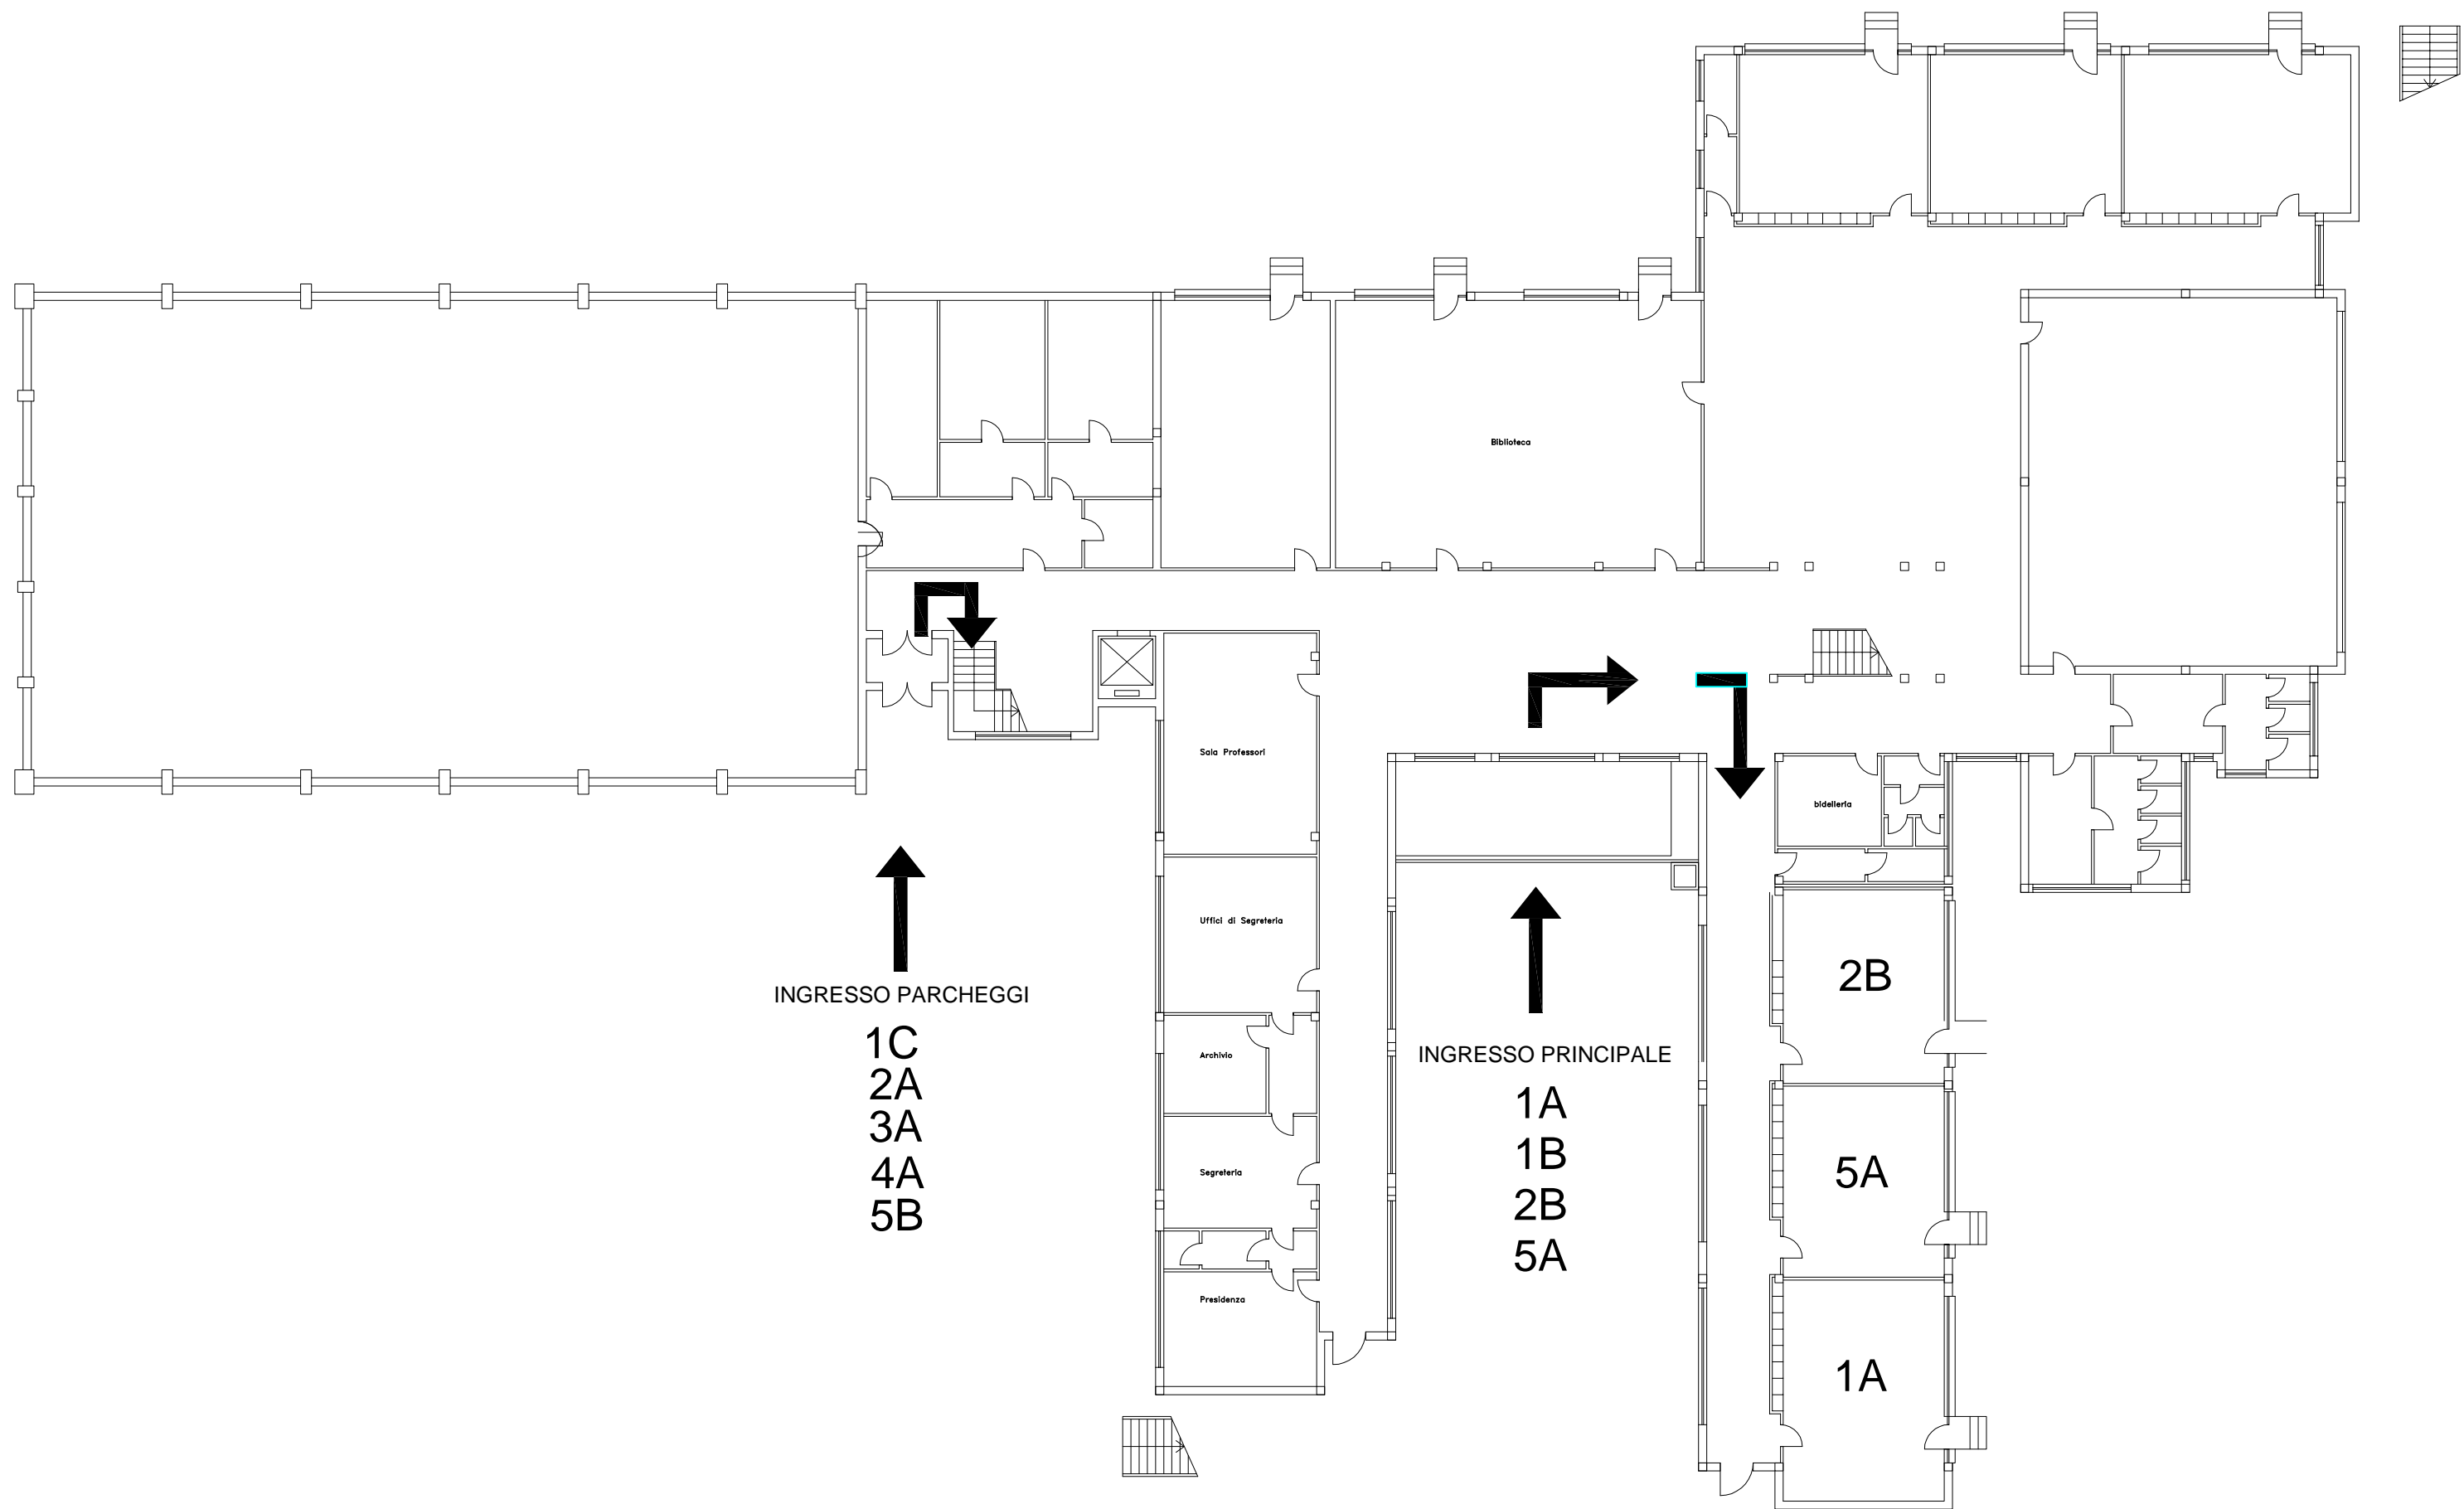 Biblioteca
Sala Professori
bidelleria
Uffici di Segreteria
Archivio
Segreteria
Presidenza
INGRESSO PARCHEGGI
1C
2A
3A
4A
5B
INGRESSO PRINCIPALE
1A
1B
2B
5A
2B
5A
1A